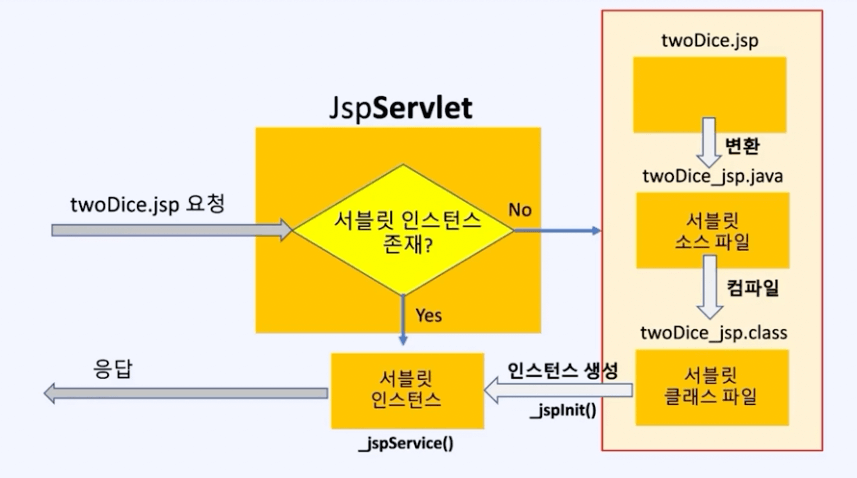 twoDice.jsp
JspServlet
변환
twoDice_jsp.java
twoDice.jsp 요청
서블릿 인스턴스
존재?
No
서블릿
소스 파일
컴파일
Yes
twoDice_jsp.class
응답
서블릿
인스턴스
인스턴스 생성
_jspInit()
서블릿
클래스 파일
_jspService()